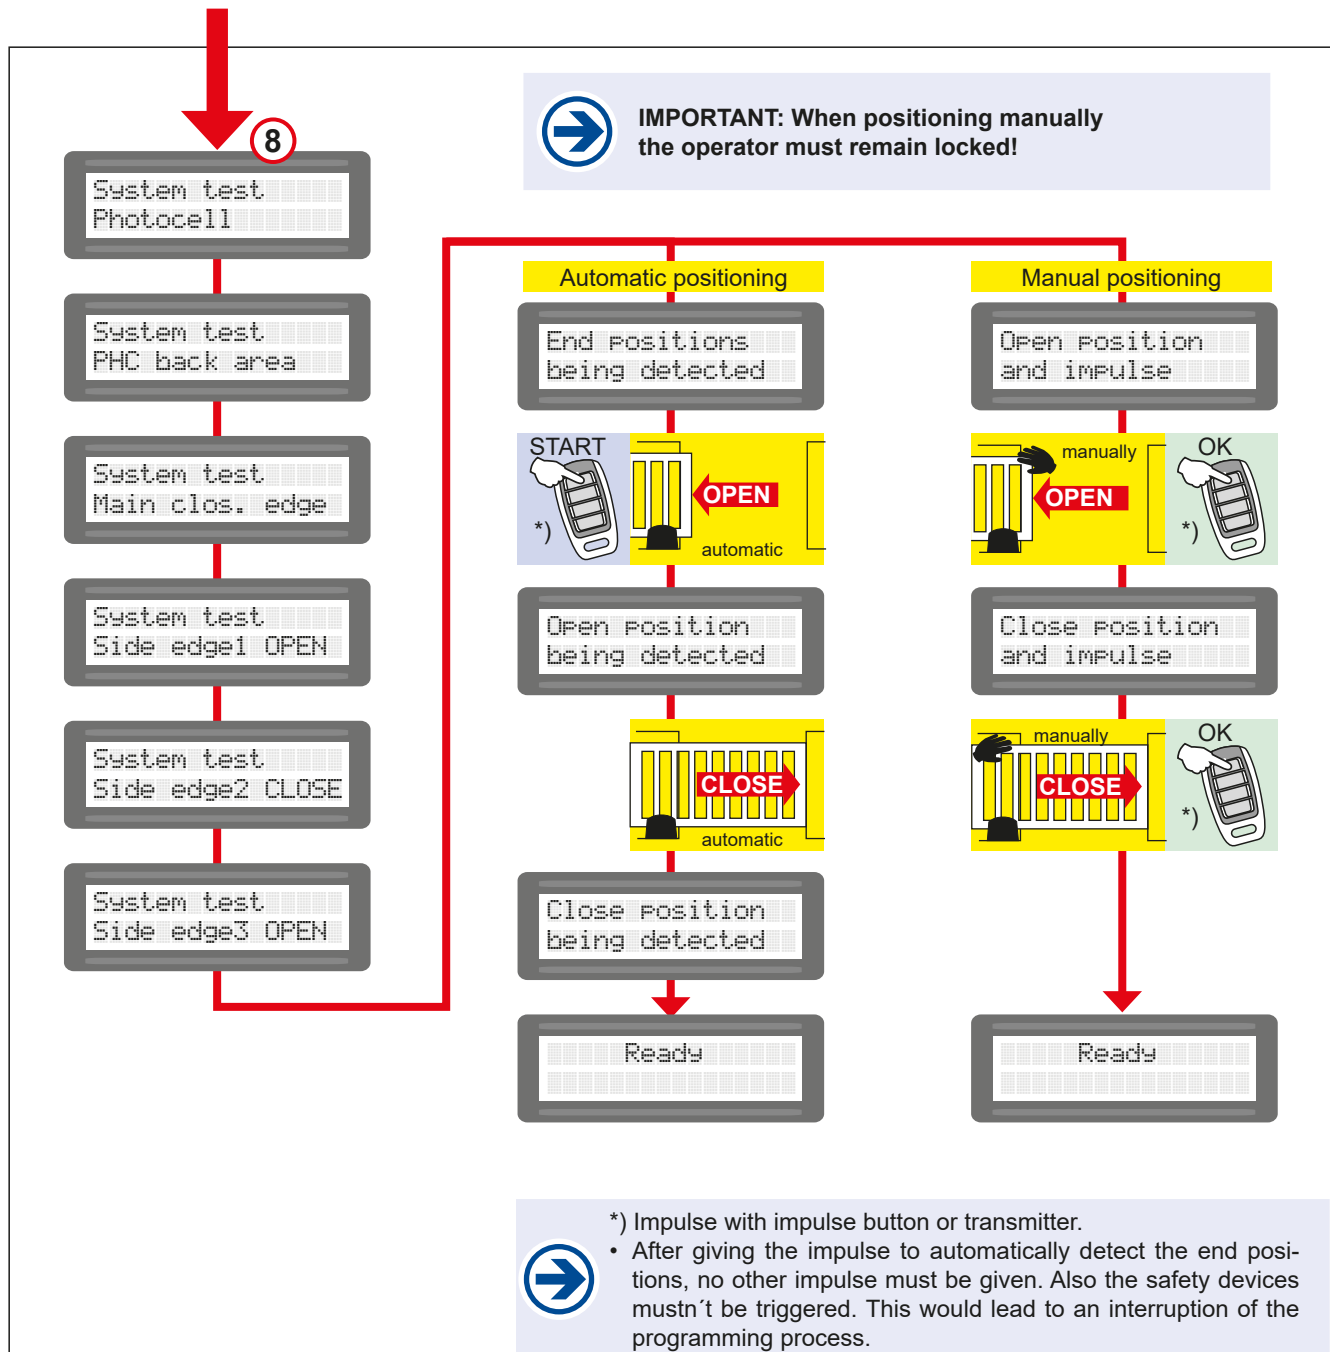 8
IMPORTANT: When positioning manually
the operator must remain locked!
System test
Photocell
System test
PHC back area
System test
Main clos. edge
System test
Side edge1 OPEN
System test
Side edge2 CLOSE
System test
Side edge3 OPEN
Automatic positioning
End positions
being detected
START
*)
OPEN
automatic
Open position
being detected
CLOSE
automatic
Close position
being detected
Ready
Manual positioning
Open position
and impulse
manually
OPEN
OK
*)
Close position
and impulse
manually
CLOSE
OK
*)
Ready
*) Impulse with impulse button or transmitter.
• After giving the impulse to automatically detect the end posi-
tions, no other impulse must be given. Also the safety devices
mustn´t be triggered. This would lead to an interruption of the
programming process.